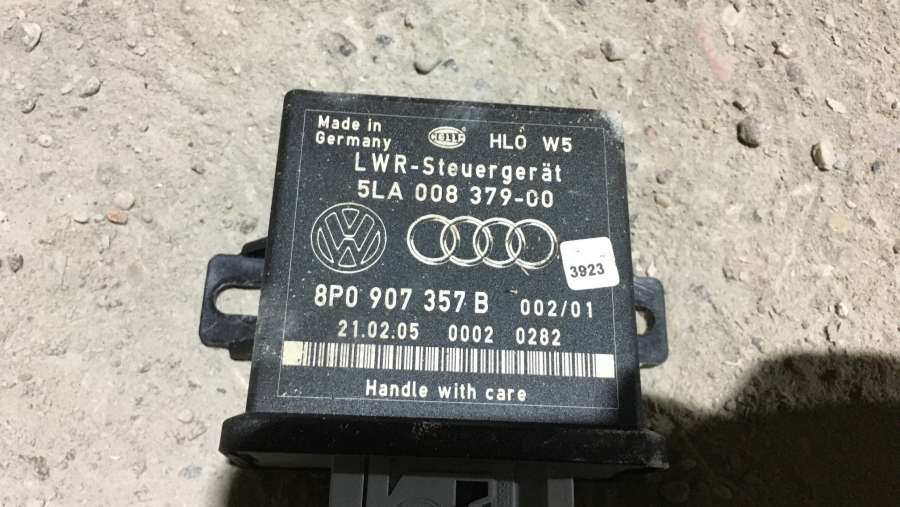 Made in
Germany
HELLA
HLO W5
LWR-Steuergerät
5LA 008 379-00
3923
8P0 907 357 B 002/01
21.02.05 0002 0282
Handle with care